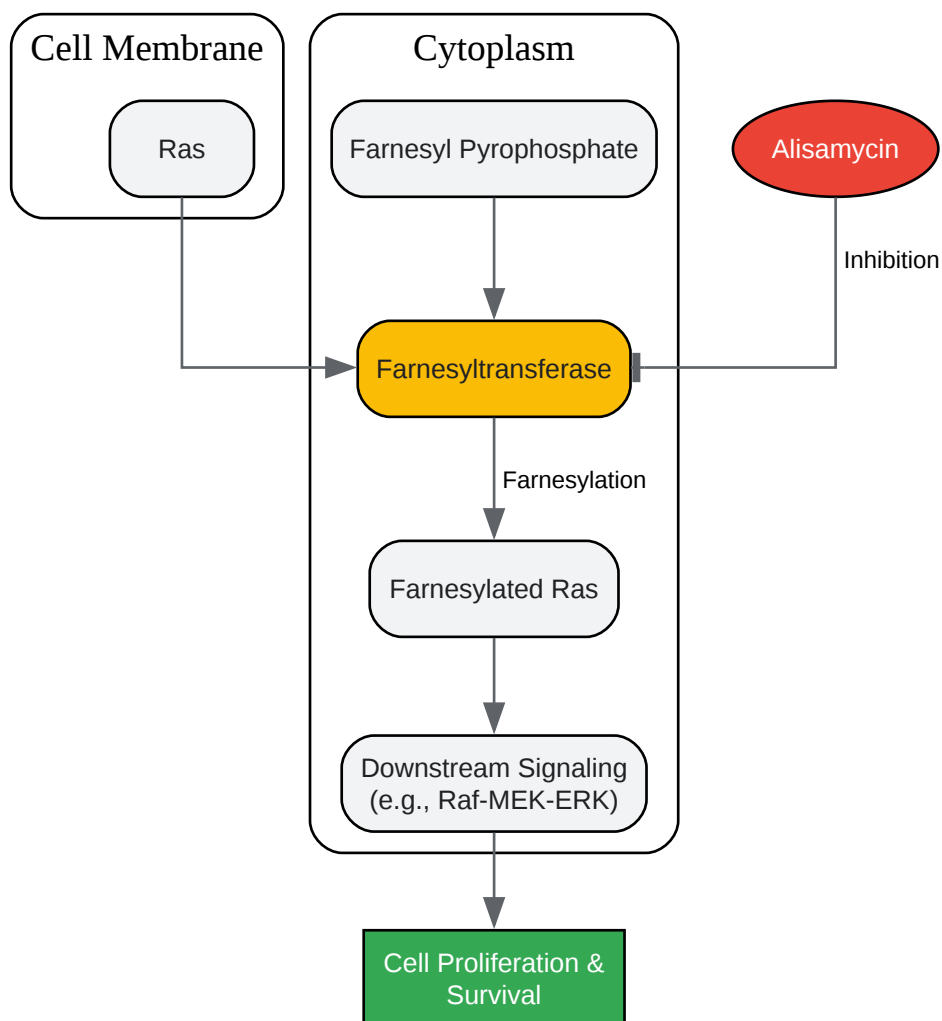 Cell Membrane
Cytoplasm
Ras
Farnesyl Pyrophosphate
Alisamycin
Inhibition
Farnesyltransferase
Farnesylation
Farnesylated Ras
Downstream Signaling
(e.g., Raf-MEK-ERK)
Cell Proliferation &
Survival